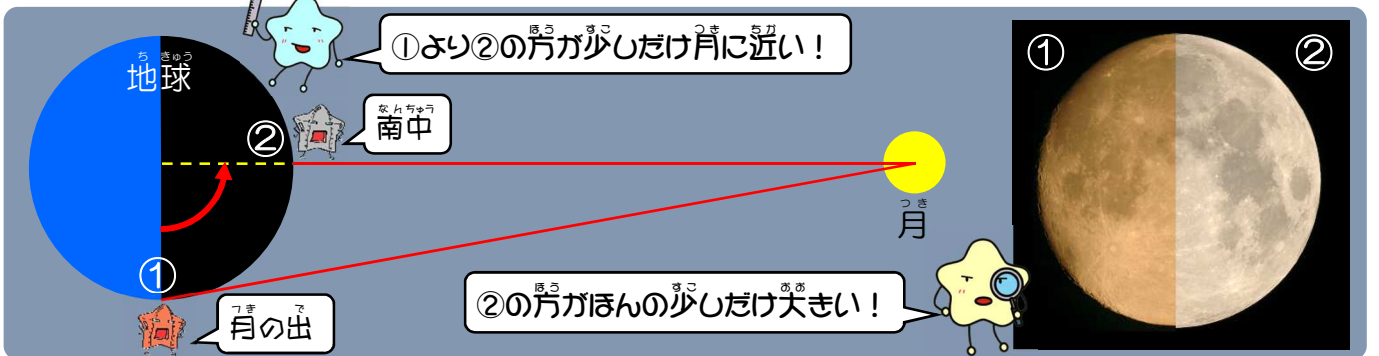 ①より②の方が少しだけ月に近い！
地球
②
南中
①
月の出
月
②の方がほんの少しだけ大きい！
①
②